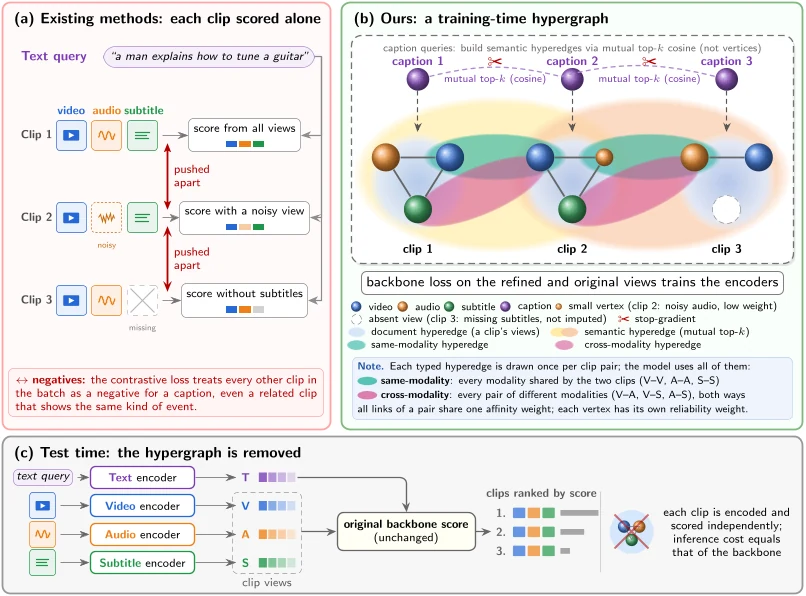 (a) Existing methods: each clip scored alone
Text query
"a man explains how to tune a guitar"
video audio subtitle
Clip 1
score from all views
pushed
apart
Clip 2
score with a noisy view
noisy
pushed
apart
Clip 3
score without subtitles
missing
↔ negatives: the contrastive loss treats every other clip in
the batch as a negative for a caption, even a related clip
that shows the same kind of event.
(b) Ours: a training-time hypergraph
caption queries: build semantic hyperedges via mutual top-k cosine (not vertices)
caption 1 caption 2 caption 3
mutual top-k (cosine) mutual top-k (cosine)
clip 1 clip 2 clip 3
backbone loss on the refined and original views trains the encoders
video audio subtitle caption small vertex (clip 2: noisy audio, low weight)
absent view (clip 3: missing subtitles, not imputed) stop-gradient
document hyperedge (a clip's views) semantic hyperedge (mutual top-k)
same-modality hyperedge cross-modality hyperedge
Note. Each typed hyperedge is drawn once per clip pair; the model uses all of them:
same-modality: every modality shared by the two clips (V–V, A–A, S–S)
cross-modality: every pair of different modalities (V–A, V–S, A–S), both ways
all links of a pair share one affinity weight; each vertex has its own reliability weight.
(c) Test time: the hypergraph is removed
text query
Text encoder
T
Video encoder
V
Audio encoder
A
Subtitle encoder
S
clip views
original backbone score
(unchanged)
clips ranked by score
1.
2.
3.
each clip is encoded and
scored independently;
inference cost equals
that of the backbone